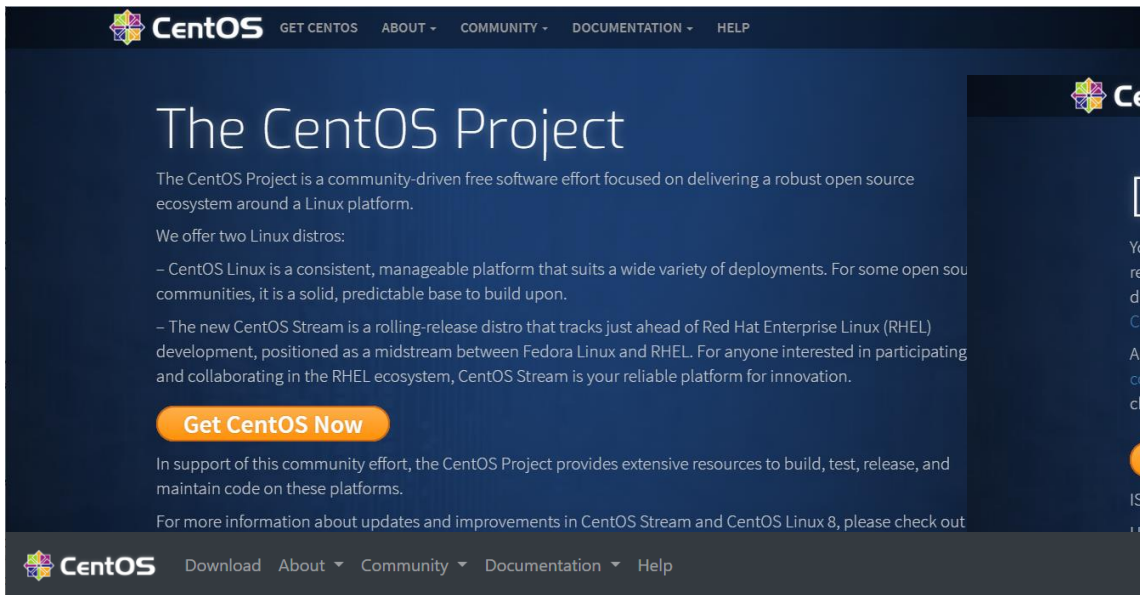 CentOS GET CENTOS ABOUT COMMUNITY DOCUMENTATION HELP
The CentOS Project
The CentOS Project is a community-driven free software effort focused on delivering a robust open source
ecosystem around a Linux platform.
We offer two Linux distros:
– CentOS Linux is a consistent, manageable platform that suits a wide variety of deployments. For some open sou
communities, it is a solid, predictable base to build upon.
– The new CentOS Stream is a rolling-release distro that tracks just ahead of Red Hat Enterprise Linux (RHEL)
development, positioned as a midstream between Fedora Linux and RHEL. For anyone interested in participating
and collaborating in the RHEL ecosystem, CentOS Stream is your reliable platform for innovation.
Get CentOS Now
In support of this community effort, the CentOS Project provides extensive resources to build, test, release, and
maintain code on these platforms.
For more information about updates and improvements in CentOS Stream and CentOS Linux 8, please check out
CentOS Download About Community Documentation Help